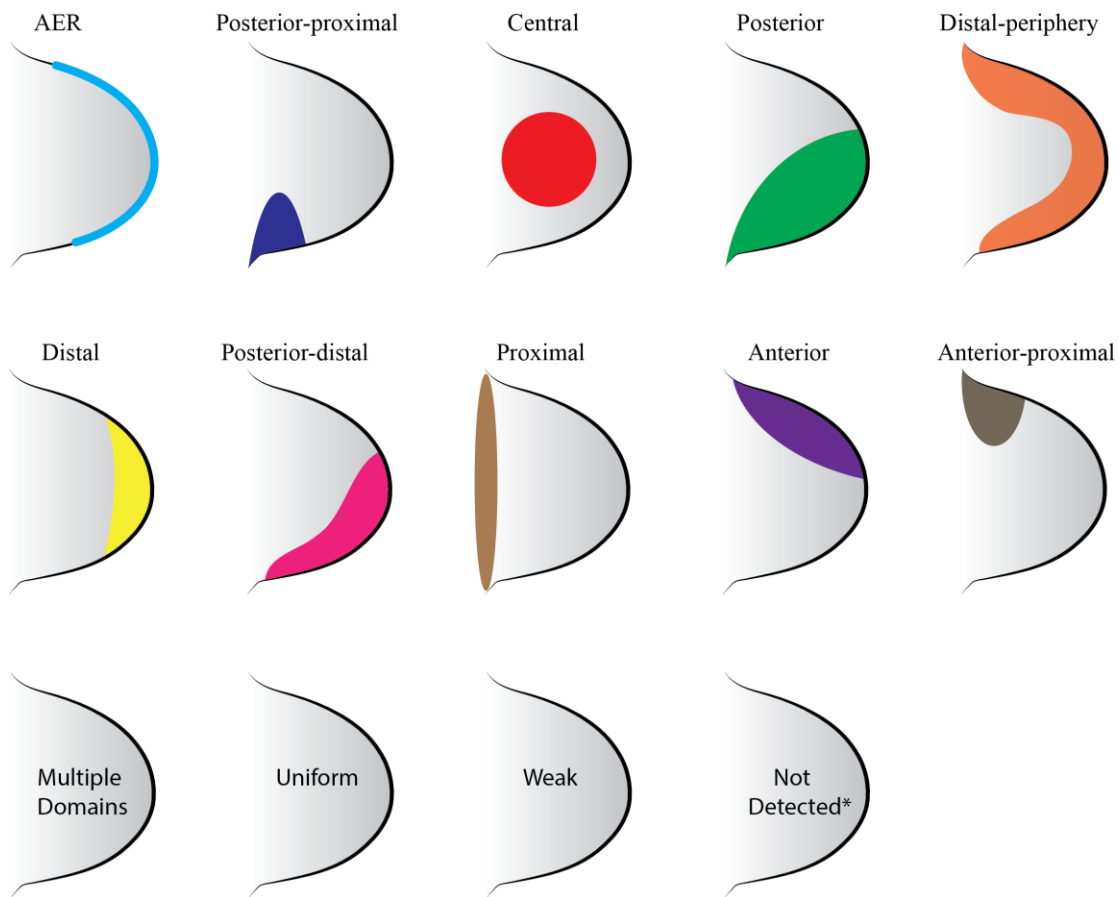 AER
Posterior-proximal
Central
Posterior
Distal-periphery
Distal
Posterior-distal
Proximal
Anterior
Anterior-proximal
Multiple
Domains
Uniform
Weak
Not
Detected*